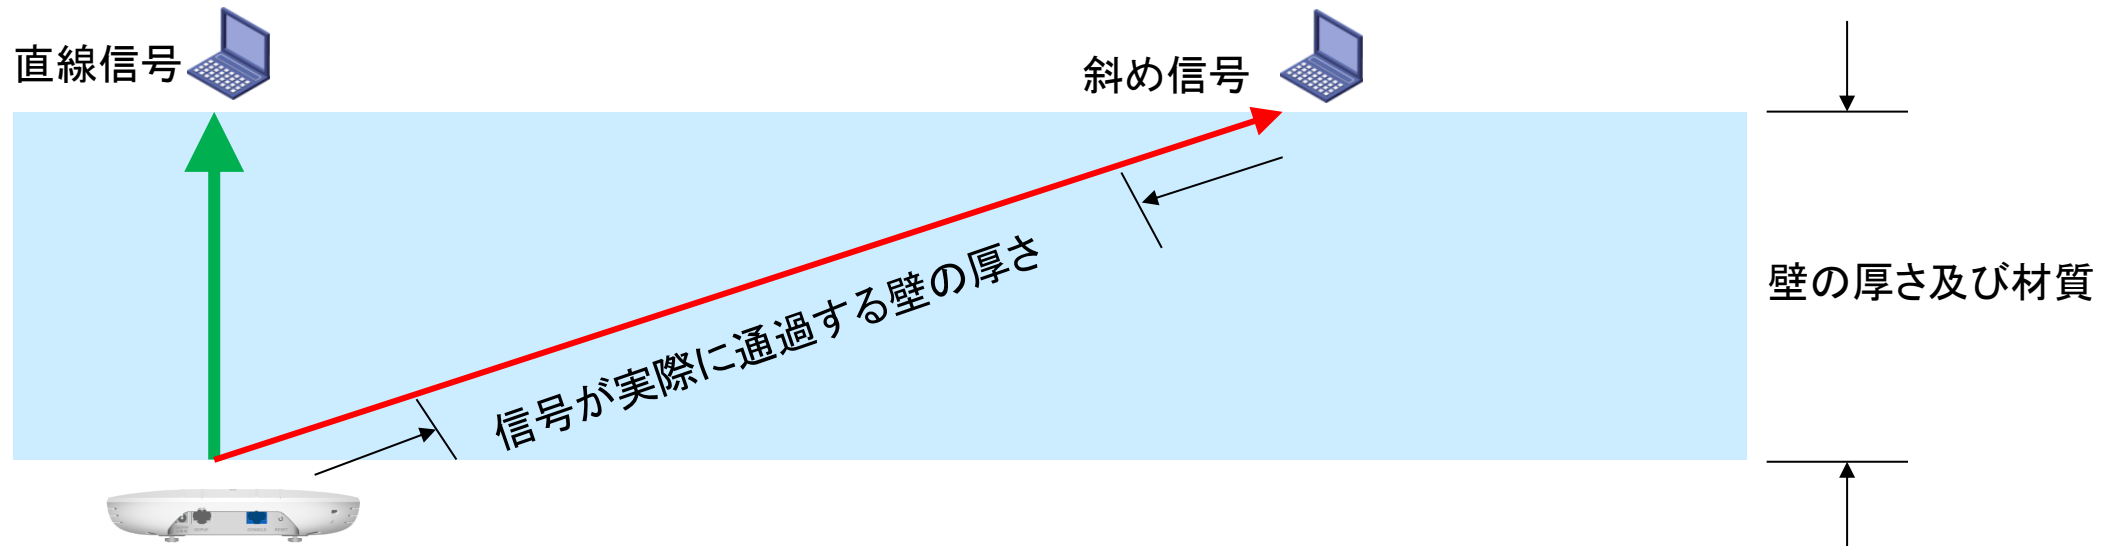 直線信号
斜め信号
信号が実際に通過する壁の厚さ
壁の厚さ及び材質